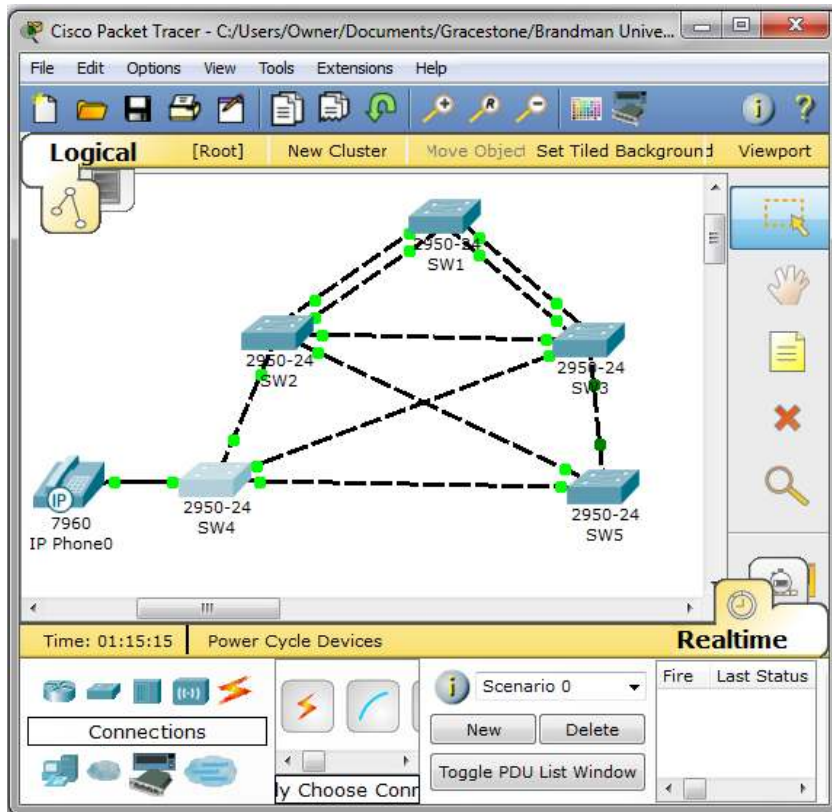 Cisco Packet Tracer - C:/Users/Owner/Documents/Gracestone/Brandman Unive...
File Edit Options View Tools Extensions Help
Logical [Root] New Cluster Move Object Set Tiled Background Viewport
2950-24
SW1
2950-24
SW2
2950-24
SW3
IP
7960
IP Phone0
2950-24
SW4
2950-24
SW5
Time: 01:15:15 Power Cycle Devices Realtime
Connections
ly Choose Conn
Scenario 0
New Delete
Toggle PDU List Window
Fire Last Status